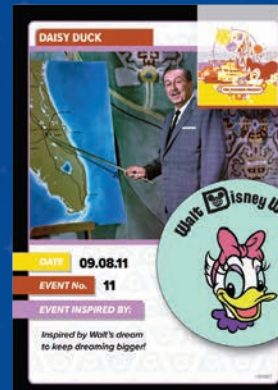 DAISY DUCK
Walt Disney W
DATE 09.08.11
EVENT No. 11
EVENT INSPIRED BY:
Inspired by Walt's dream
to keep dreaming bigger!